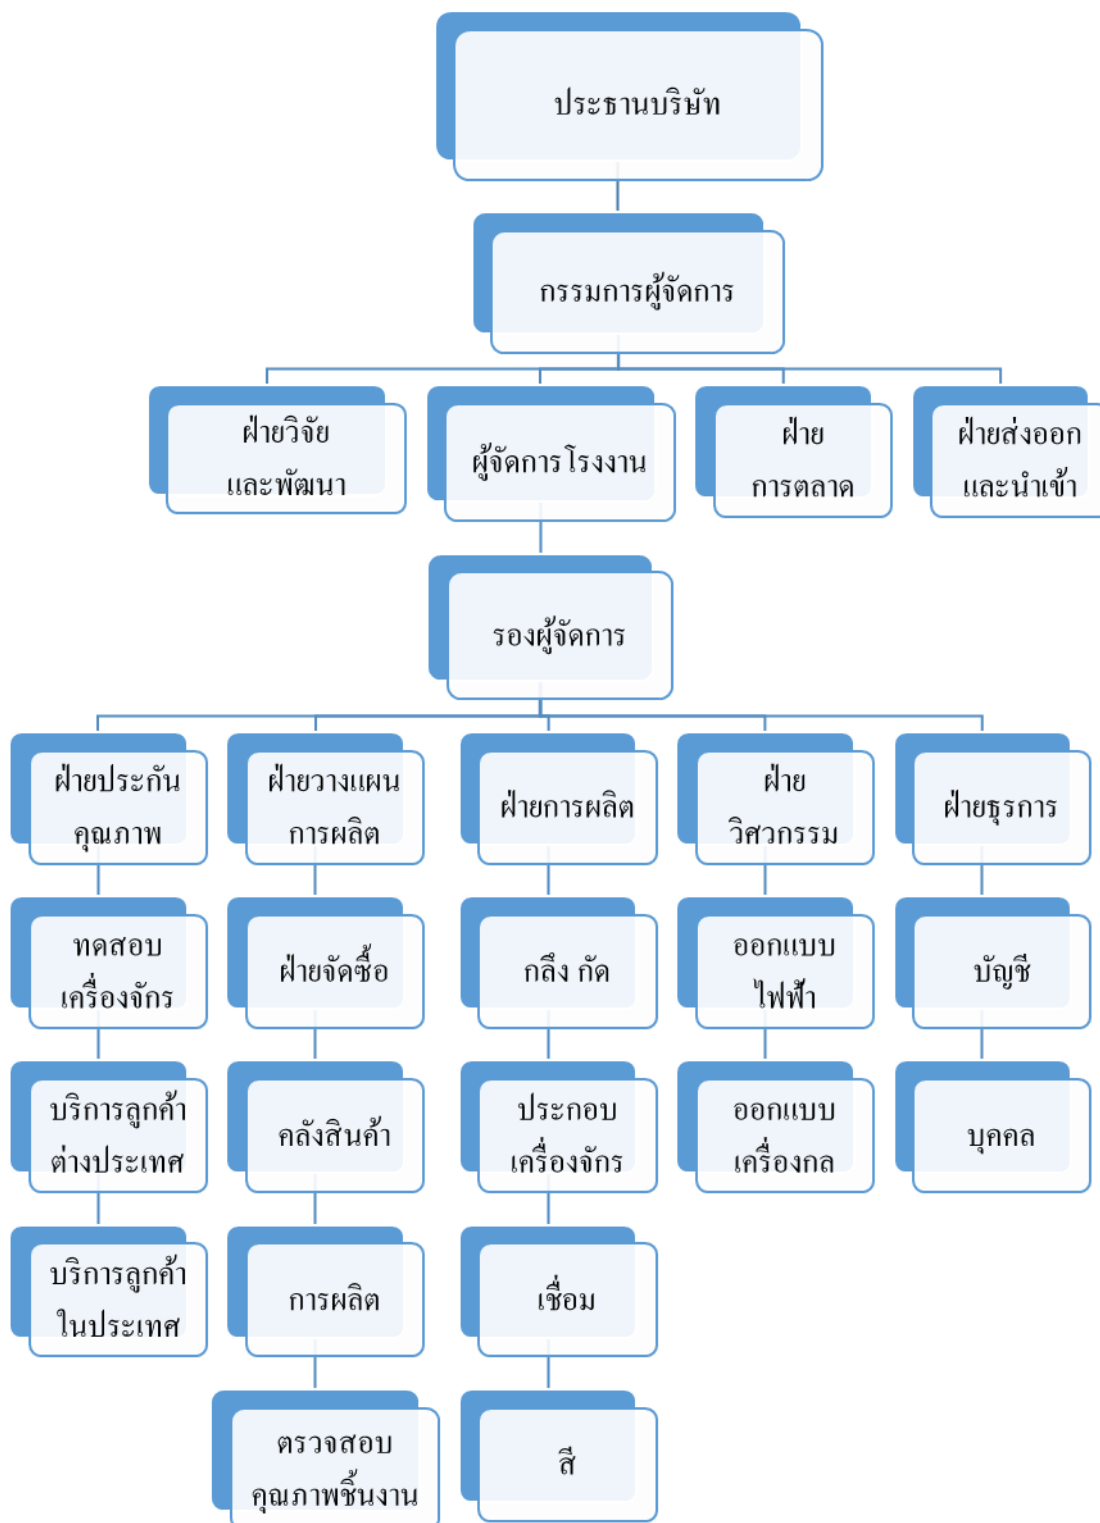 ประธานบริษัท
กรรมการผู้จัดการ
ฝ่ายวิจัย
และพัฒนา
ผู้จัดการโรงงาน
ฝ่าย
การตลาด
ฝ่ายส่งออก
และนำเข้า
รองผู้จัดการ
ฝ่ายประกัน
คุณภาพ
ฝ่ายวางแผน
การผลิต
ฝ่ายการผลิต
ฝ่าย
วิศวกรรม
ฝ่ายธุรการ
ทดสอบ
เครื่องจักร
ฝ่ายจัดซื้อ
กลึง กัด
ออกแบบ
ไฟฟ้า
บัญชี
บริการลูกค้า
ต่างประเทศ
คลังสินค้า
ประกอบ
เครื่องจักร
ออกแบบ
เครื่องกล
บุคคล
บริการลูกค้า
ในประเทศ
การผลิต
เชื่อม
ตรวจสอบ
คุณภาพชิ้นงาน
สี